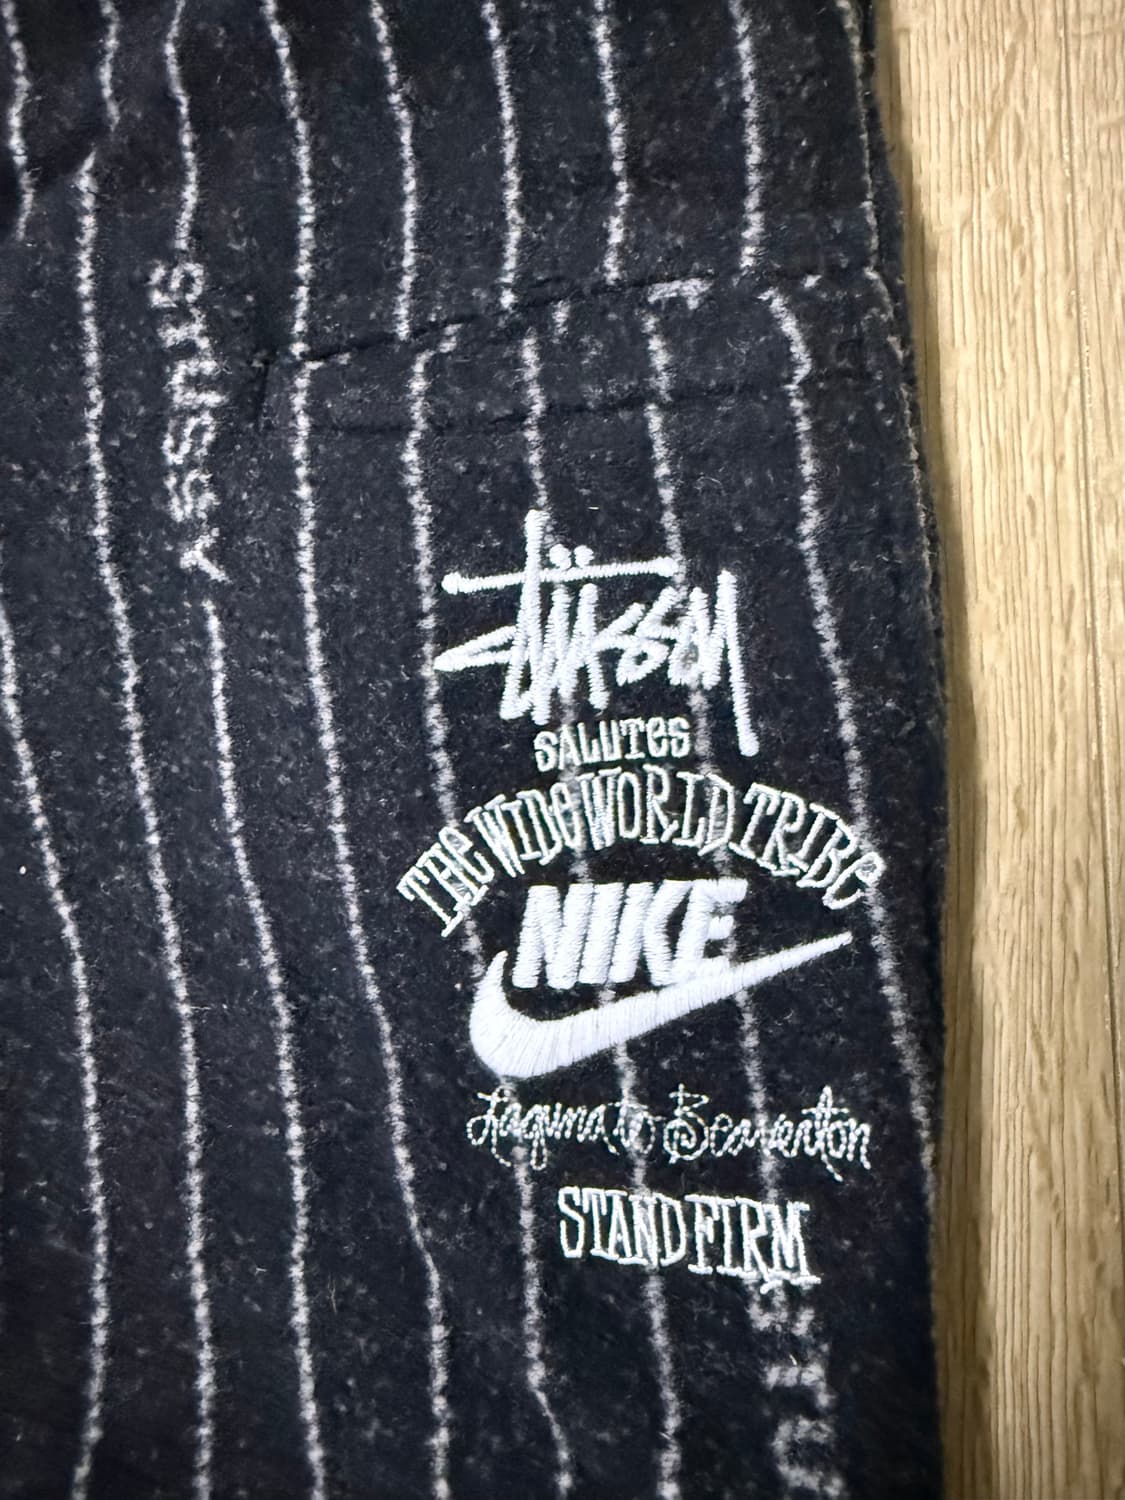 STUSSY
Stüssy
SALUTES
THE WIDE WORLD TRIBE
NIKE
Laguna to Beaverton
STAND FIRM